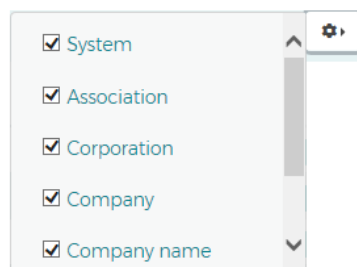 System
Association
Corporation
Company
Company name